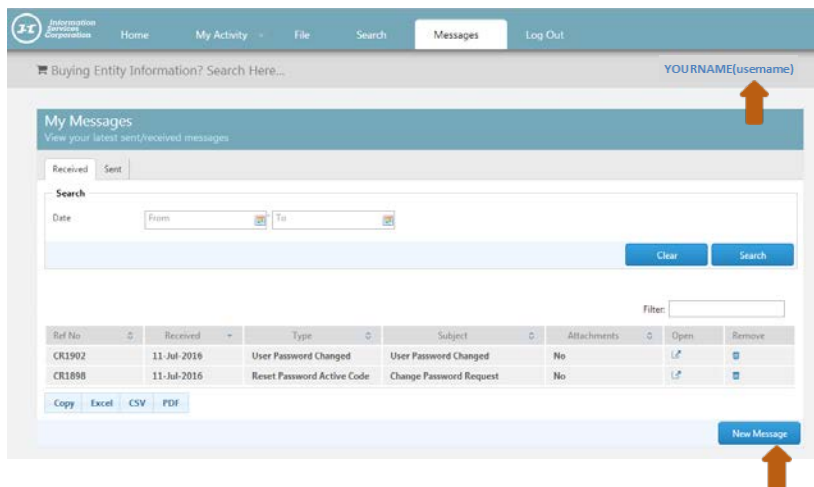 Information
Services
Corporation
Home My Activity File Search Messages Log Out
Buying Entity Information? Search Here...
YOURNAME(username)
My Messages
View your latest sent/received messages
Received Sent
Search
Date From To
Clear Search
Filter:
Ref No Received Type Subject Attachments Open Remove
CR1902 11-Jul-2016 User Password Changed User Password Changed No
CR1898 11-Jul-2016 Reset Password Active Code Change Password Request No
Copy Excel CSV PDF
New Message